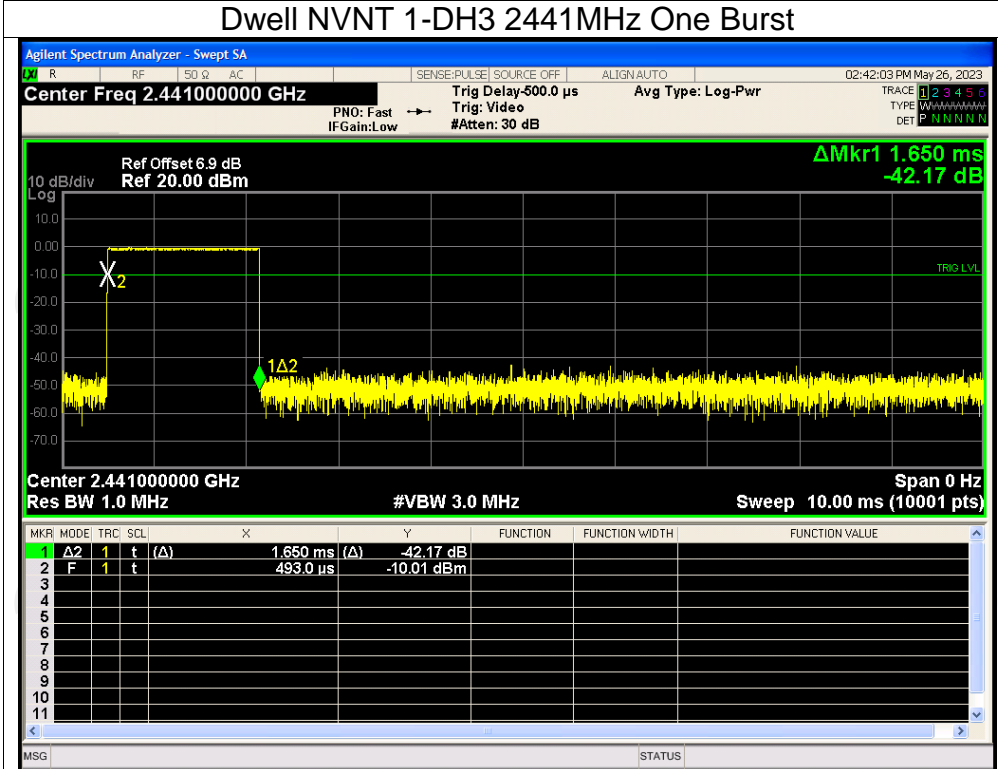 Dwell NVNT 1-DH3 2441MHz One Burst
Agilent Spectrum Analyzer - Swept SA
LXI R RF 50 Ω AC SENSE:PULSE SOURCE OFF ALIGN AUTO 02:42:03 PM May 26, 2023
Center Freq 2.441000000 GHz
PNO: Fast
IFGain:Low
Trig Delay-500.0 µs
Trig: Video
#Atten: 30 dB
Avg Type: Log-Pwr
TRACE 1 2 3 4 5 6
TYPE W
DET P N N N N N
ΔMkr1 1.650 ms
-42.17 dB
Ref Offset 6.9 dB
10 dB/div Ref 20.00 dBm
Log
10.0
0.00
-10.0
-20.0
-30.0
-40.0
-50.0
-60.0
-70.0
TRIG LVL
2
1Δ2
Center 2.441000000 GHz Span 0 Hz
Res BW 1.0 MHz #VBW 3.0 MHz Sweep 10.00 ms (10001 pts)
MKR MODE TRC SCL X Y FUNCTION FUNCTION WIDTH FUNCTION VALUE
1 Δ2 1 t (Δ) 1.650 ms (Δ) -42.17 dB
2 F 1 t 493.0 µs -10.01 dBm
3
4
5
6
7
8
9
10
11
MSG STATUS